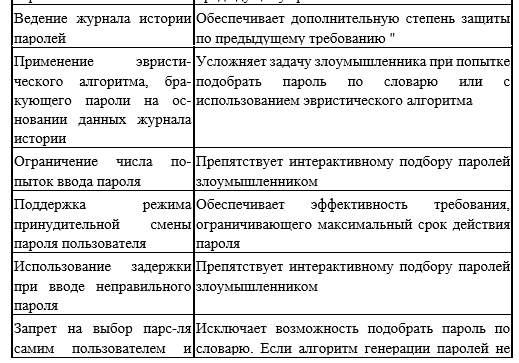 Ведение журнала истории
паролей
Обеспечивает дополнительную степень защиты
по предыдущему требованию "
Применение эвристи-
ческого алгоритма, бра-
кующего пароли на ос-
новании данных журнала
истории
Усложняет задачу злоумышленника при попытке
подобрать пароль по словарю или с
использованием эвристического алгоритма
Ограничение числа по-
пыток ввода пароля
Препятствует интерактивному подбору паролей
злоумышленником
Поддержка режима
принудительной смены
пароля пользователя
Обеспечивает эффективность требования,
ограничивающего максимальный срок действия
пароля
Использование задержки
при вводе неправильного
пароля
Препятствует интерактивному подбору паролей
злоумышленником
Запрет на выбор парс-ля
самим пользователем и
Исключает возможность подобрать пароль по
словарю. Если алгоритм генерации паролей не